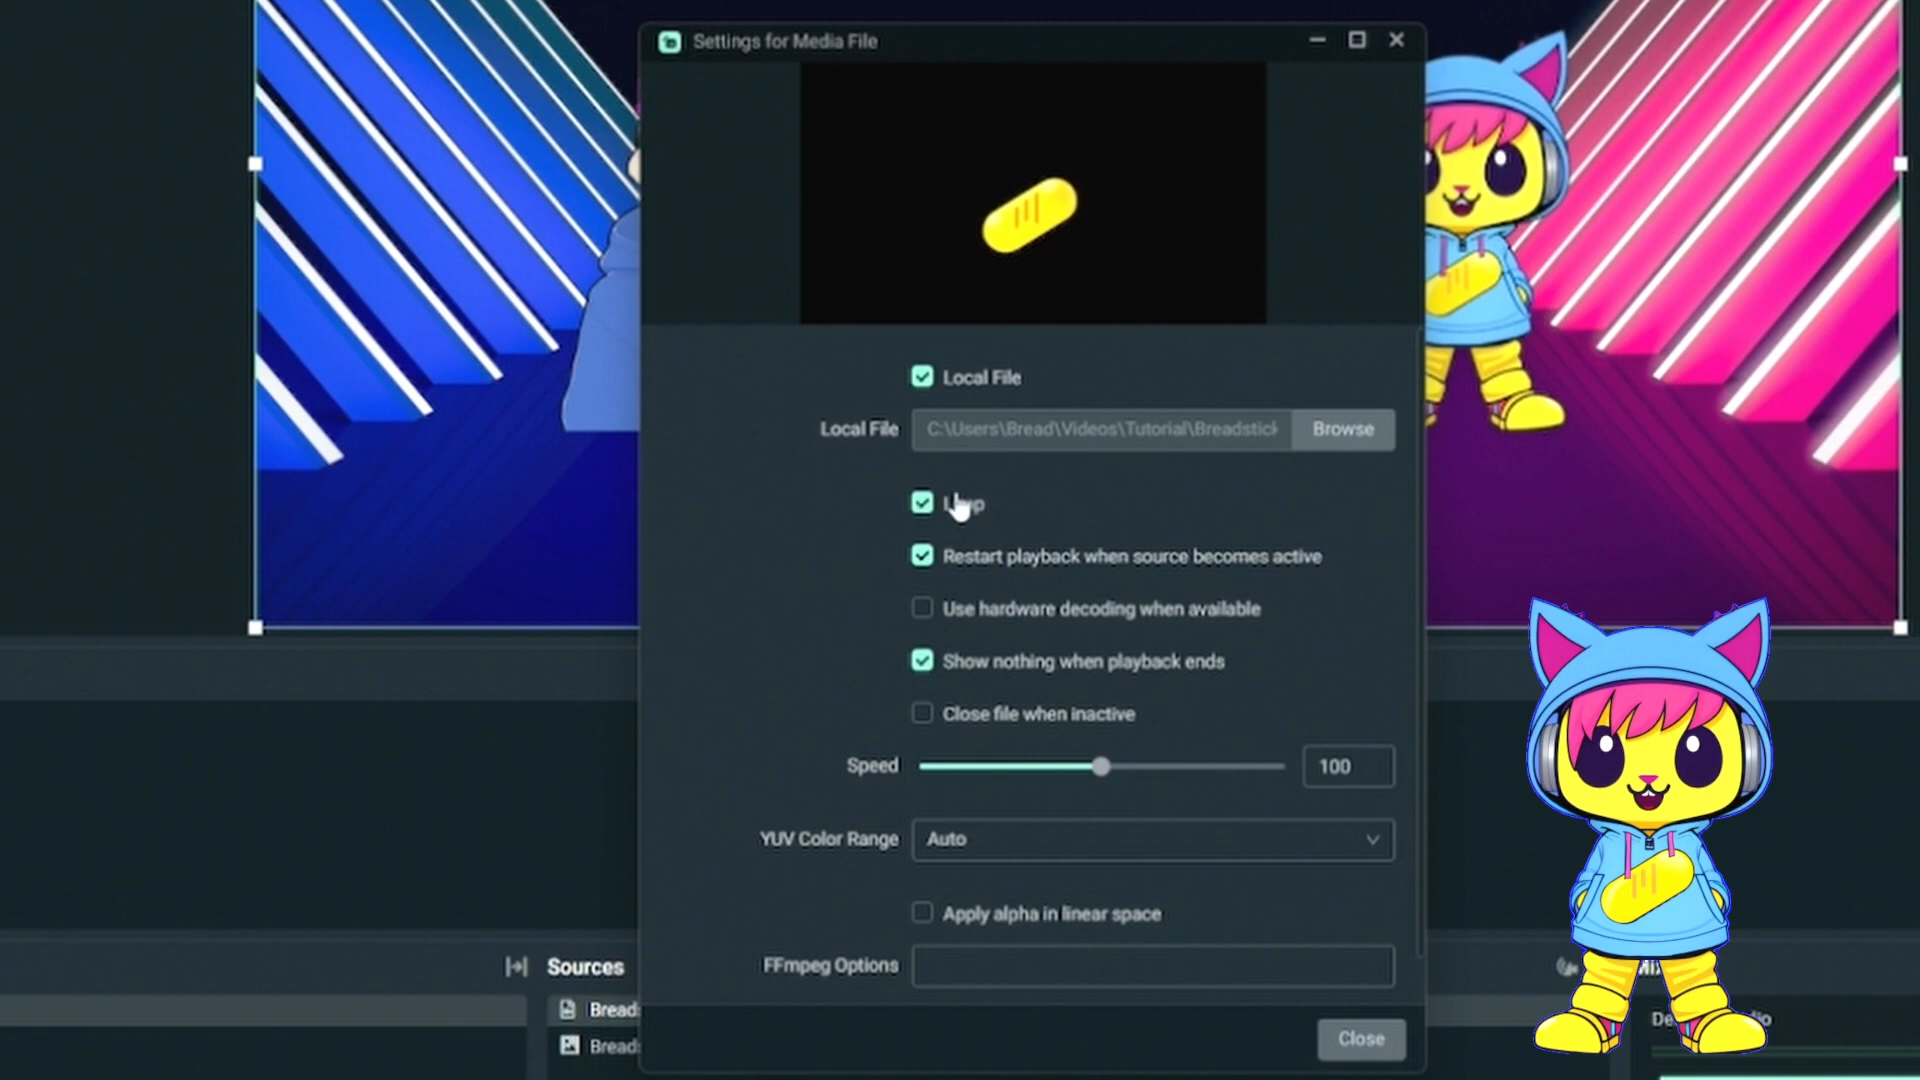 Settings for Media File
Local File
Local File C:\Users\Bread\Videos\Tutorial\Breadstick Browse
Restart playback when source becomes active
Use hardware decoding when available
Show nothing when playback ends
Close file when inactive
Speed 100
YUV Color Range Auto
Apply alpha in linear space
FFmpeg Options
Sources
Breads
Breads
Close